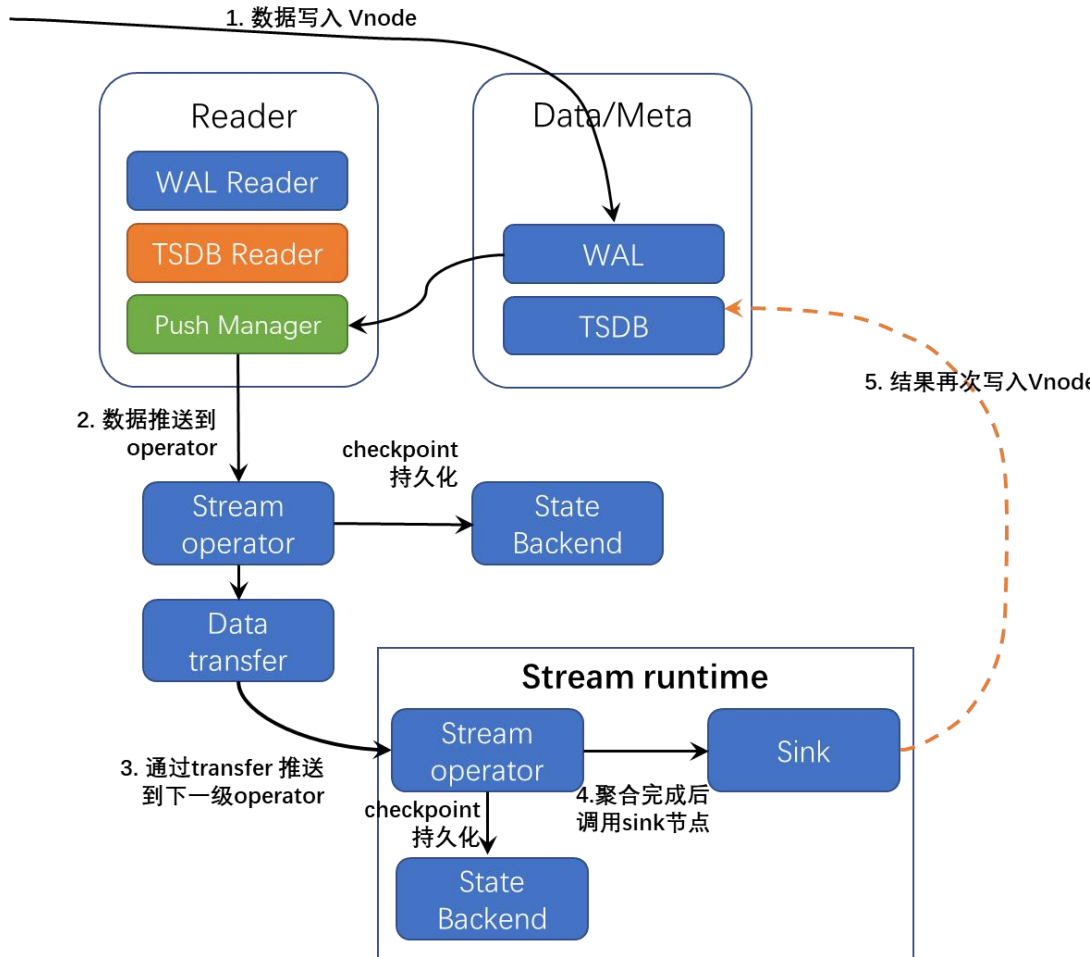 1. 数据写入 Vnode
Reader
WAL Reader
TSDB Reader
Push Manager
Data/Meta
WAL
TSDB
5. 结果再次写入Vnode
2. 数据推送到
operator
checkpoint
持久化
Stream
operator
State
Backend
Data
transfer
Stream runtime
3. 通过transfer 推送
到下一级operator
Stream
operator
Sink
4.聚合完成后
调用sink节点
checkpoint
持久化
State
Backend